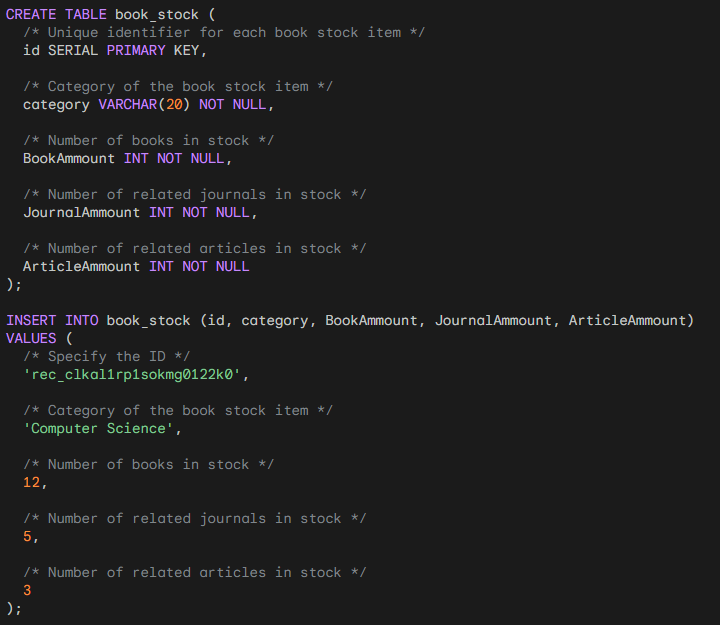 CREATE TABLE book_stock (
  /* Unique identifier for each book stock item */
  id SERIAL PRIMARY KEY,

  /* Category of the book stock item */
  category VARCHAR(20) NOT NULL,

  /* Number of books in stock */
  BookAmmount INT NOT NULL,

  /* Number of related journals in stock */
  JournalAmmount INT NOT NULL,

  /* Number of related articles in stock */
  ArticleAmmount INT NOT NULL
);

INSERT INTO book_stock (id, category, BookAmmount, JournalAmmount, ArticleAmmount)
VALUES (
  /* Specify the ID */
  'rec_clkal1rp1sokmg0122k0',

  /* Category of the book stock item */
  'Computer Science',

  /* Number of books in stock */
  12,

  /* Number of related journals in stock */
  5,

  /* Number of related articles in stock */
  3
);